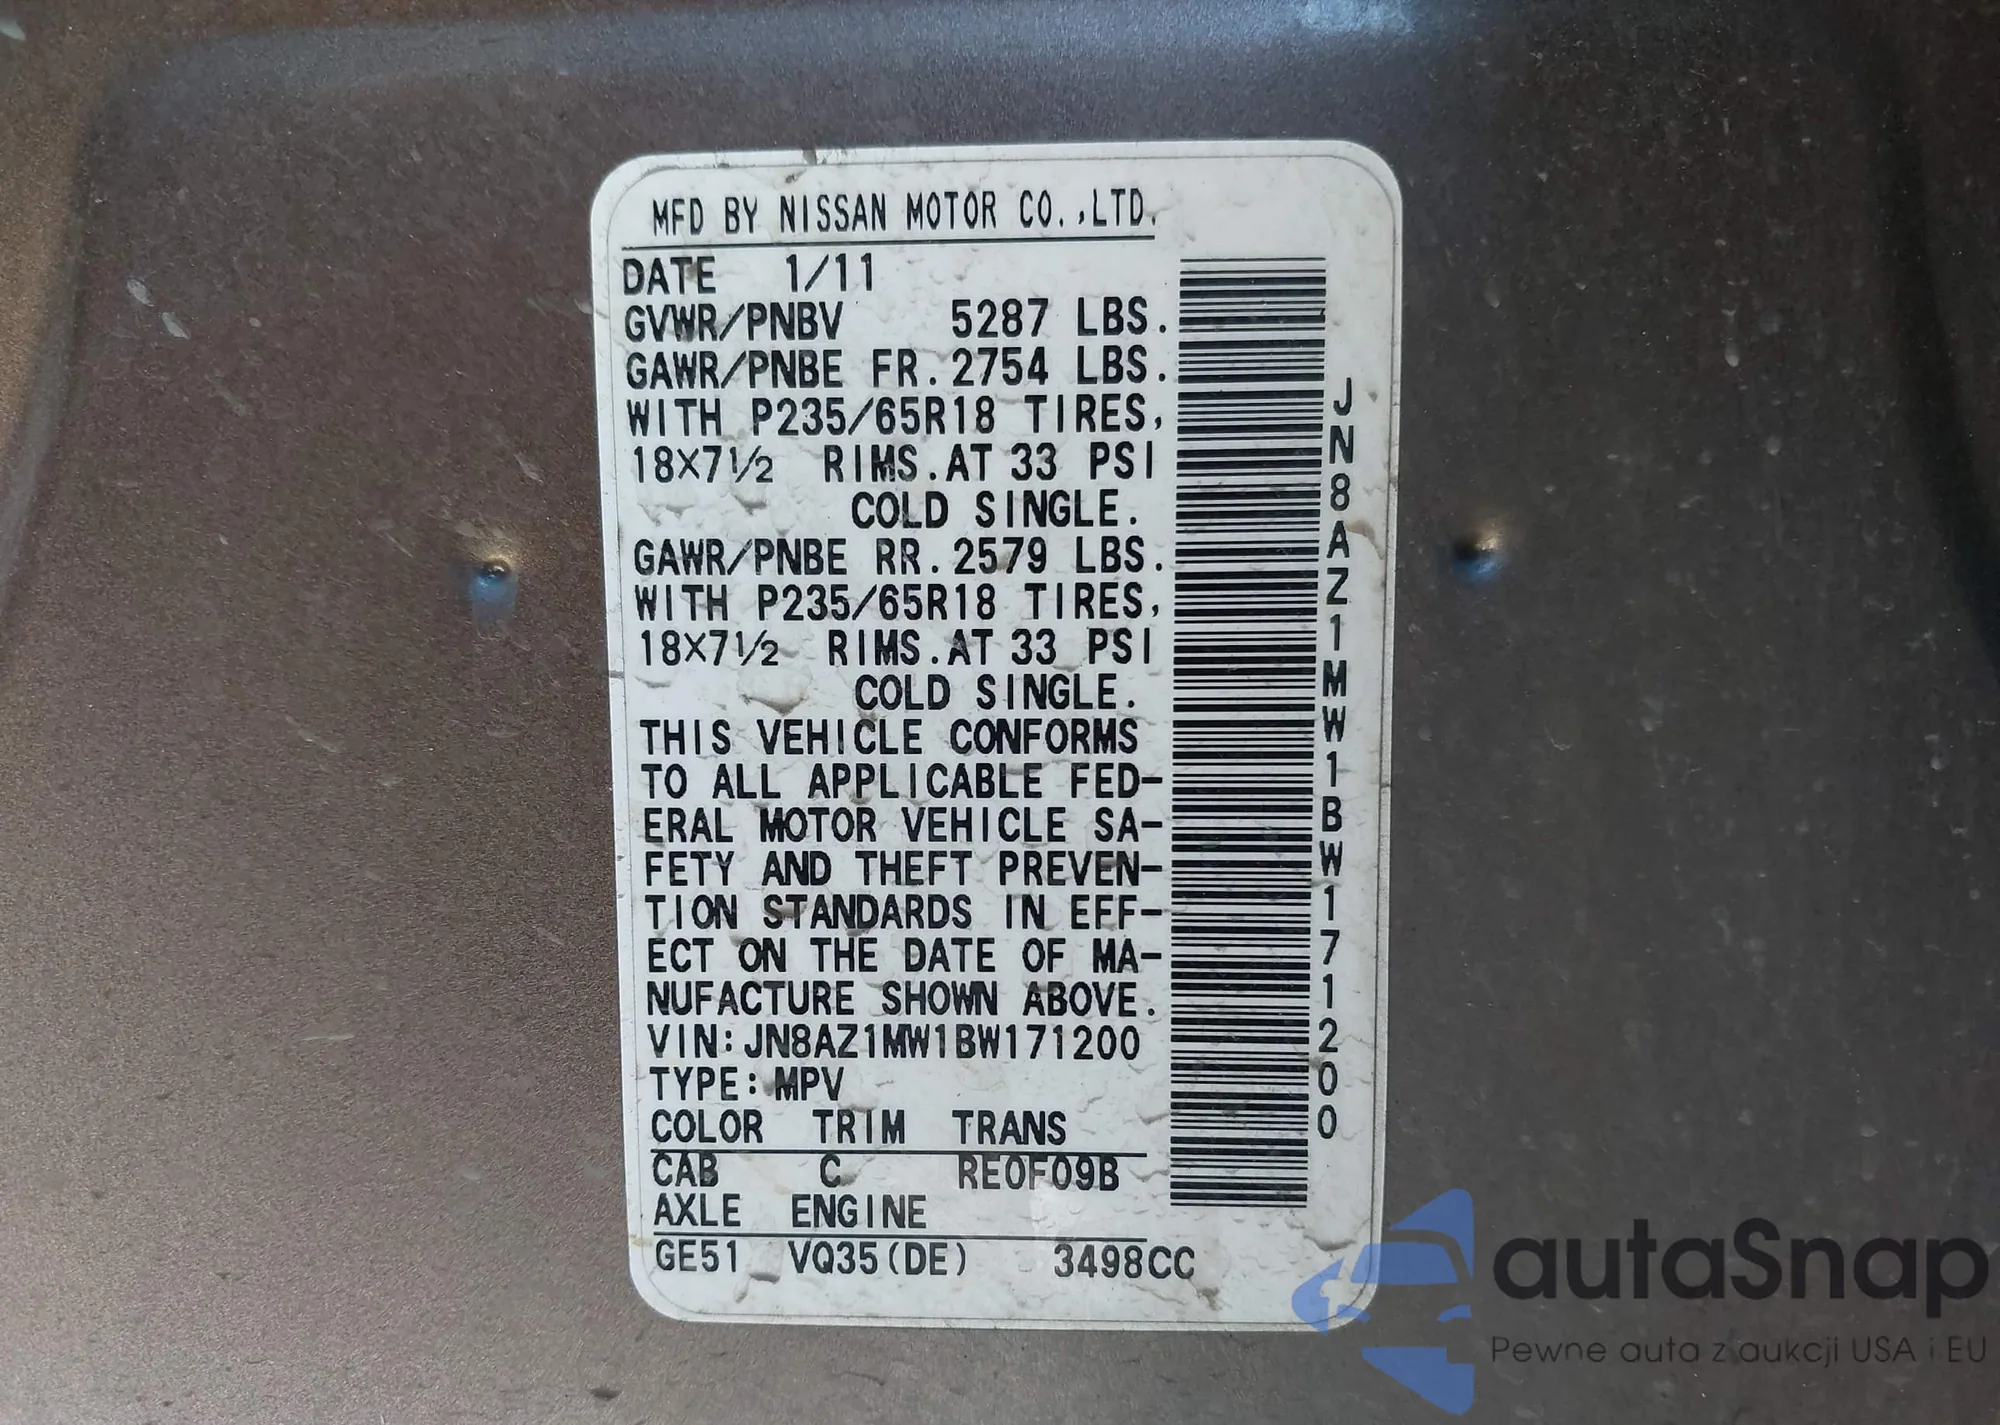 MFD BY NISSAN MOTOR CO.,LTD.
DATE 1/11
GVWR/PNBV 5287 LBS.
GAWR/PNBE FR. 2754 LBS.
WITH P235/65R18 TIRES,
18×7½ RIMS. AT 33 PSI
COLD SINGLE.
GAWR/PNBE RR. 2579 LBS.
WITH P235/65R18 TIRES,
18×7½ RIMS. AT 33 PSI
COLD SINGLE.
THIS VEHICLE CONFORMS
TO ALL APPLICABLE FED-
ERAL MOTOR VEHICLE SA-
FETY AND THEFT PREVEN-
TION STANDARDS IN EFF-
ECT ON THE DATE OF MA-
NUFACTURE SHOWN ABOVE.
VIN: JN8AZ1MW1BW171200
TYPE: MPV
COLOR TRIM TRANS
CAB C RE0F09B
AXLE ENGINE
GE51 VQ35(DE) 3498CC
JN8AZ1MW1BW171200
autaSnap
Pewne auta z aukcji USA i EU